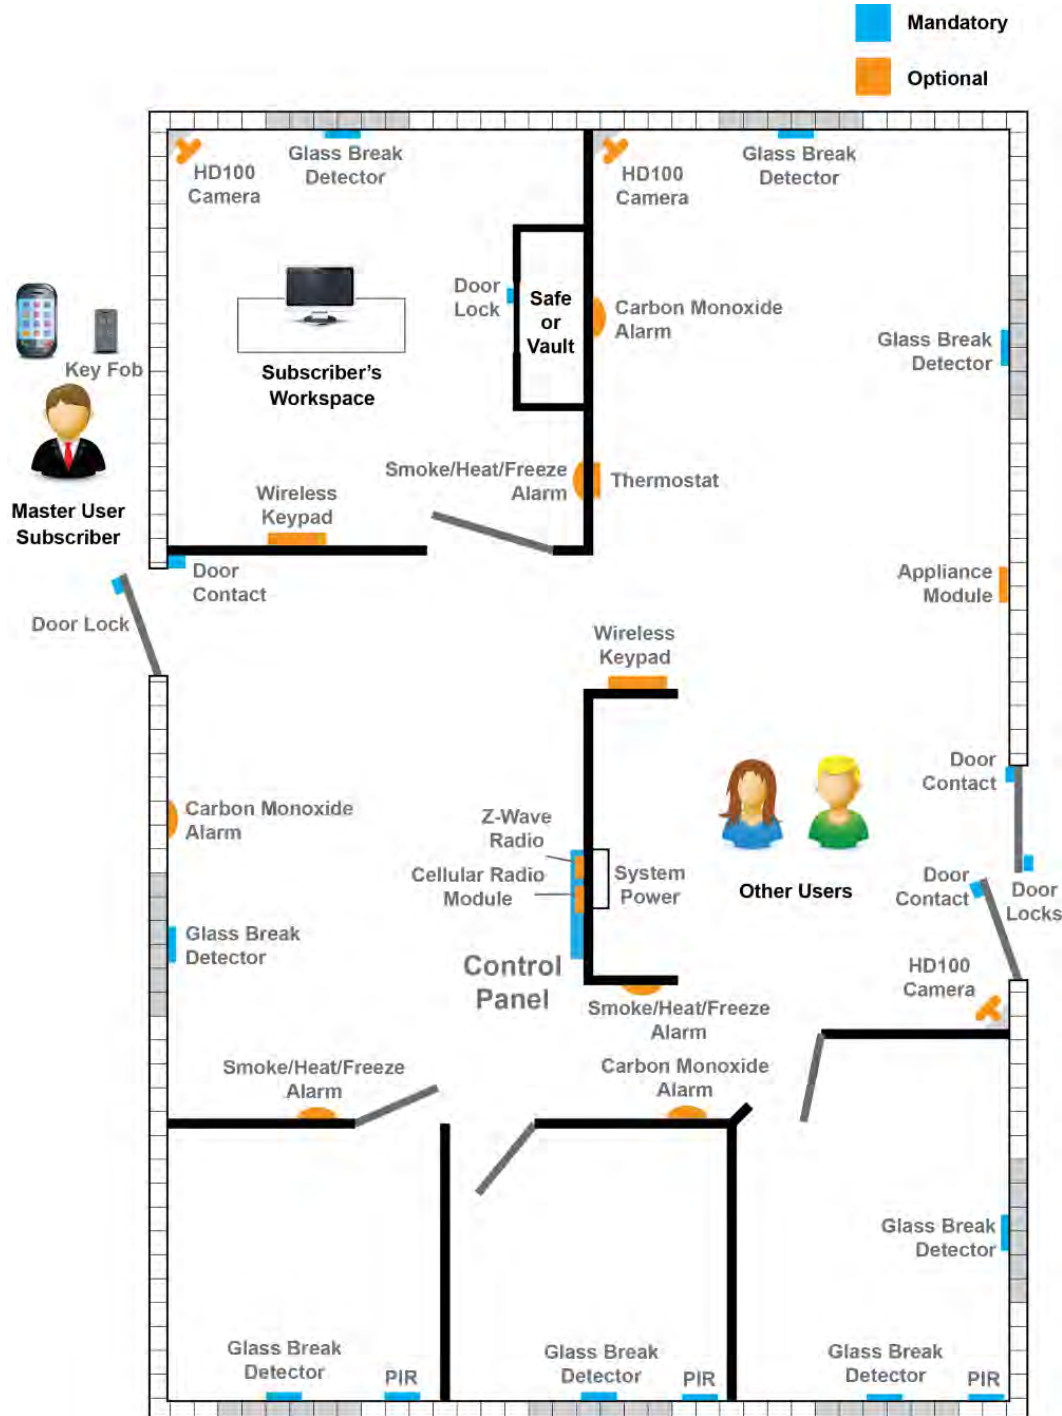 Mandatory
Optional
HD100
Camera
Glass Break
Detector
HD100
Camera
Glass Break
Detector
Door
Lock
Safe
or
Vault
Carbon Monoxide
Alarm
Glass Break
Detector
Key Fob
Subscriber's
Workspace
Master User
Subscriber
Smoke/Heat/Freeze
Alarm
Thermostat
Wireless
Keypad
Door
Contact
Door Lock
Appliance
Module
Wireless
Keypad
Door
Contact
Carbon Monoxide
Alarm
Z-Wave
Radio
Cellular Radio
Module
System
Power
Other Users
Door
Contact
Door
Locks
Glass Break
Detector
Control
Panel
HD100
Camera
Smoke/Heat/Freeze
Alarm
Smoke/Heat/Freeze
Alarm
Carbon Monoxide
Alarm
Glass Break
Detector
Glass Break
Detector
PIR
Glass Break
Detector
PIR
Glass Break
Detector
PIR